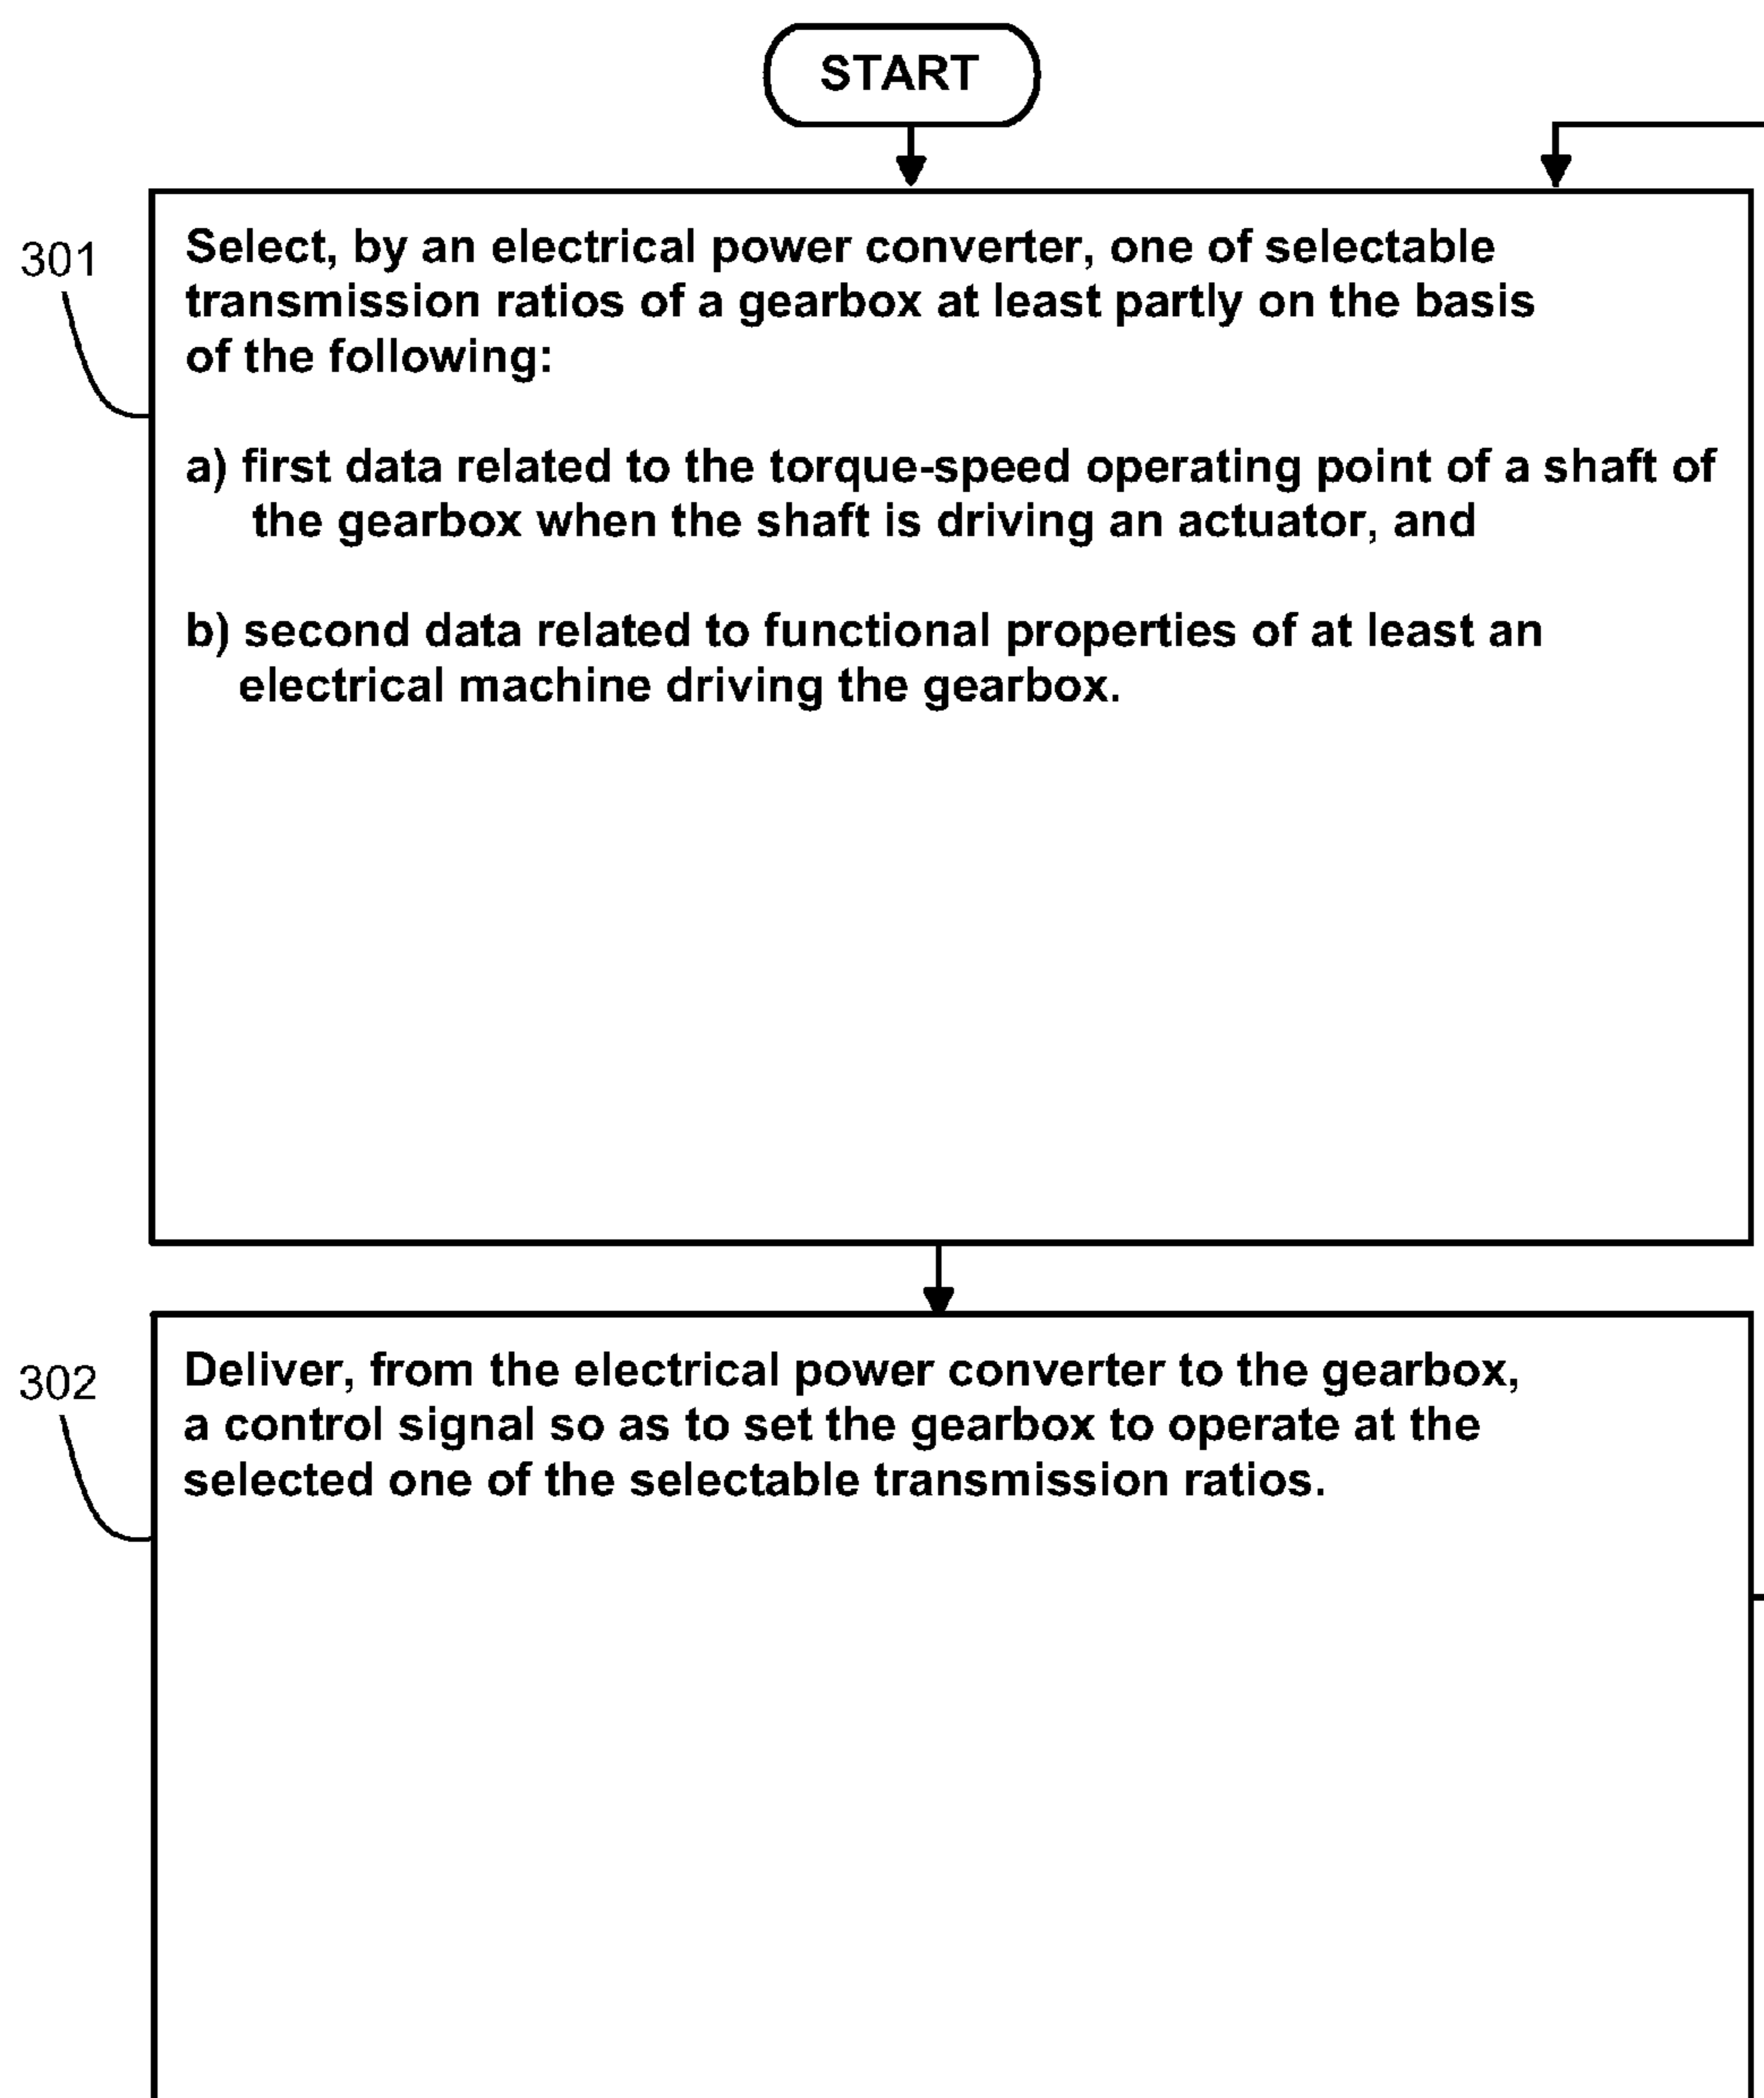 START
301
Select, by an electrical power converter, one of selectable
transmission ratios of a gearbox at least partly on the basis
of the following:
a) first data related to the torque-speed operating point of a shaft of
the gearbox when the shaft is driving an actuator, and
b) second data related to functional properties of at least an
electrical machine driving the gearbox.
302
Deliver, from the electrical power converter to the gearbox,
a control signal so as to set the gearbox to operate at the
selected one of the selectable transmission ratios.